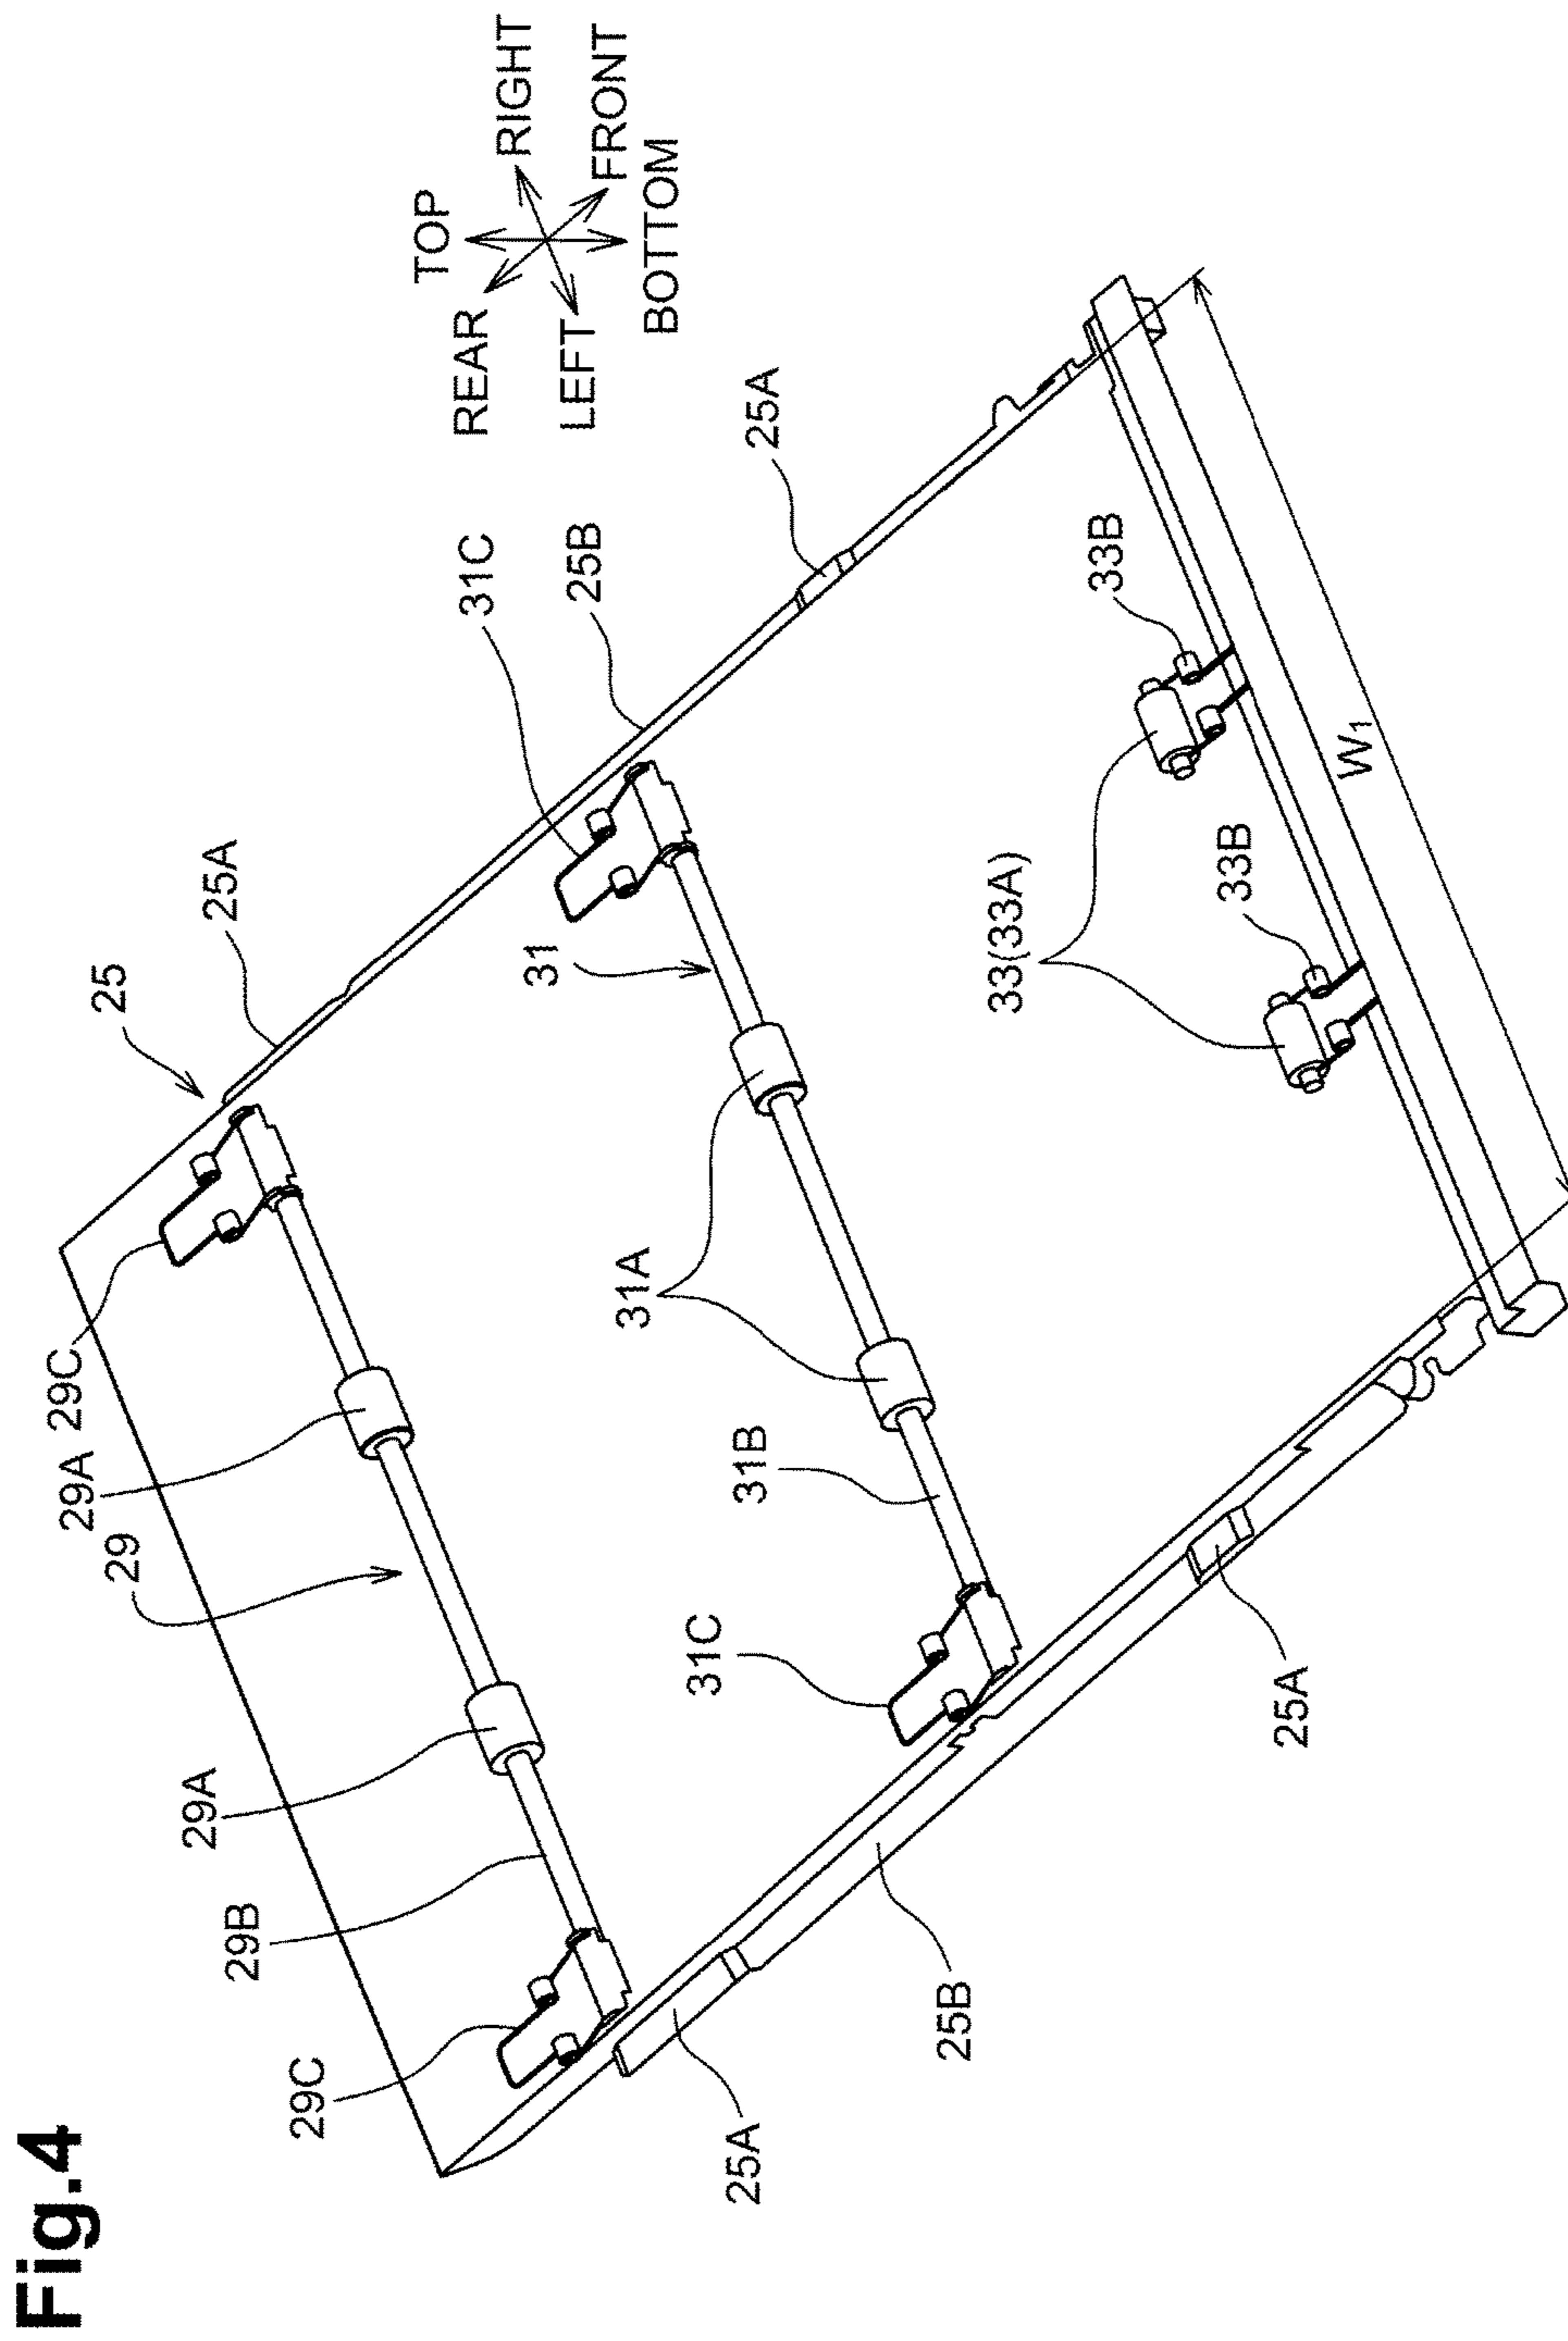 Fig.4
25
25A
29C
29A
29
29A
29B
29C
31C
25B
25A
31
31A
31B
31C
25A
25B
25A
33B
33B
33(33A)
W1
TOP
REAR
RIGHT
LEFT
FRONT
BOTTOM